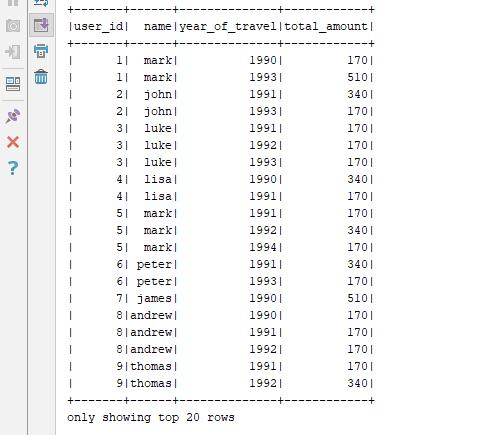 +-------+------+--------------+------------+
|user_id|  name|year_of_travel|total_amount|
+-------+------+--------------+------------+
|      1|  mark|          1990|         170|
|      1|  mark|          1993|         510|
|      2|  john|          1991|         340|
|      2|  john|          1993|         170|
|      3|  luke|          1991|         170|
|      3|  luke|          1992|         170|
|      3|  luke|          1993|         170|
|      4|  lisa|          1990|         340|
|      4|  lisa|          1991|         170|
|      5|  mark|          1991|         170|
|      5|  mark|          1992|         340|
|      5|  mark|          1994|         170|
|      6| peter|          1991|         340|
|      6| peter|          1993|         170|
|      7| james|          1990|         510|
|      8|andrew|          1990|         170|
|      8|andrew|          1991|         170|
|      8|andrew|          1992|         170|
|      9|thomas|          1991|         170|
|      9|thomas|          1992|         340|
+-------+------+--------------+------------+
only showing top 20 rows